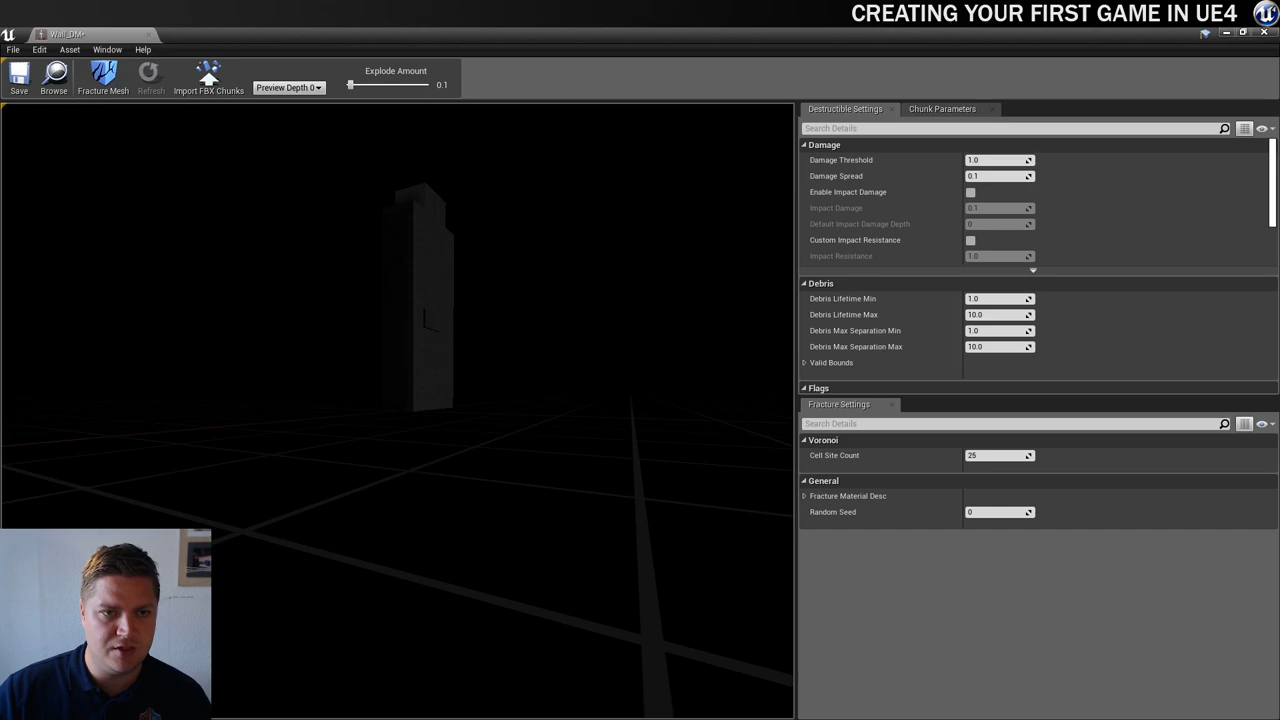 CREATING YOUR FIRST GAME IN UE4
Wall_DM*
File Edit Asset Window Help
Save Browse Fracture Mesh Refresh Import FBX Chunks Preview Depth 0 Explode Amount 0.1
Destructible Settings Chunk Parameters
Search Details
Damage
Damage Threshold 1.0
Damage Spread 0.1
Enable Impact Damage
Impact Damage 0.1
Default Impact Damage Depth 0
Custom Impact Resistance
Impact Resistance 1.0
Debris
Debris Lifetime Min 1.0
Debris Lifetime Max 10.0
Debris Max Separation Min 1.0
Debris Max Separation Max 10.0
Valid Bounds
Flags
Fracture Settings
Search Details
Voronoi
Cell Site Count 25
General
Fracture Material Desc
Random Seed 0